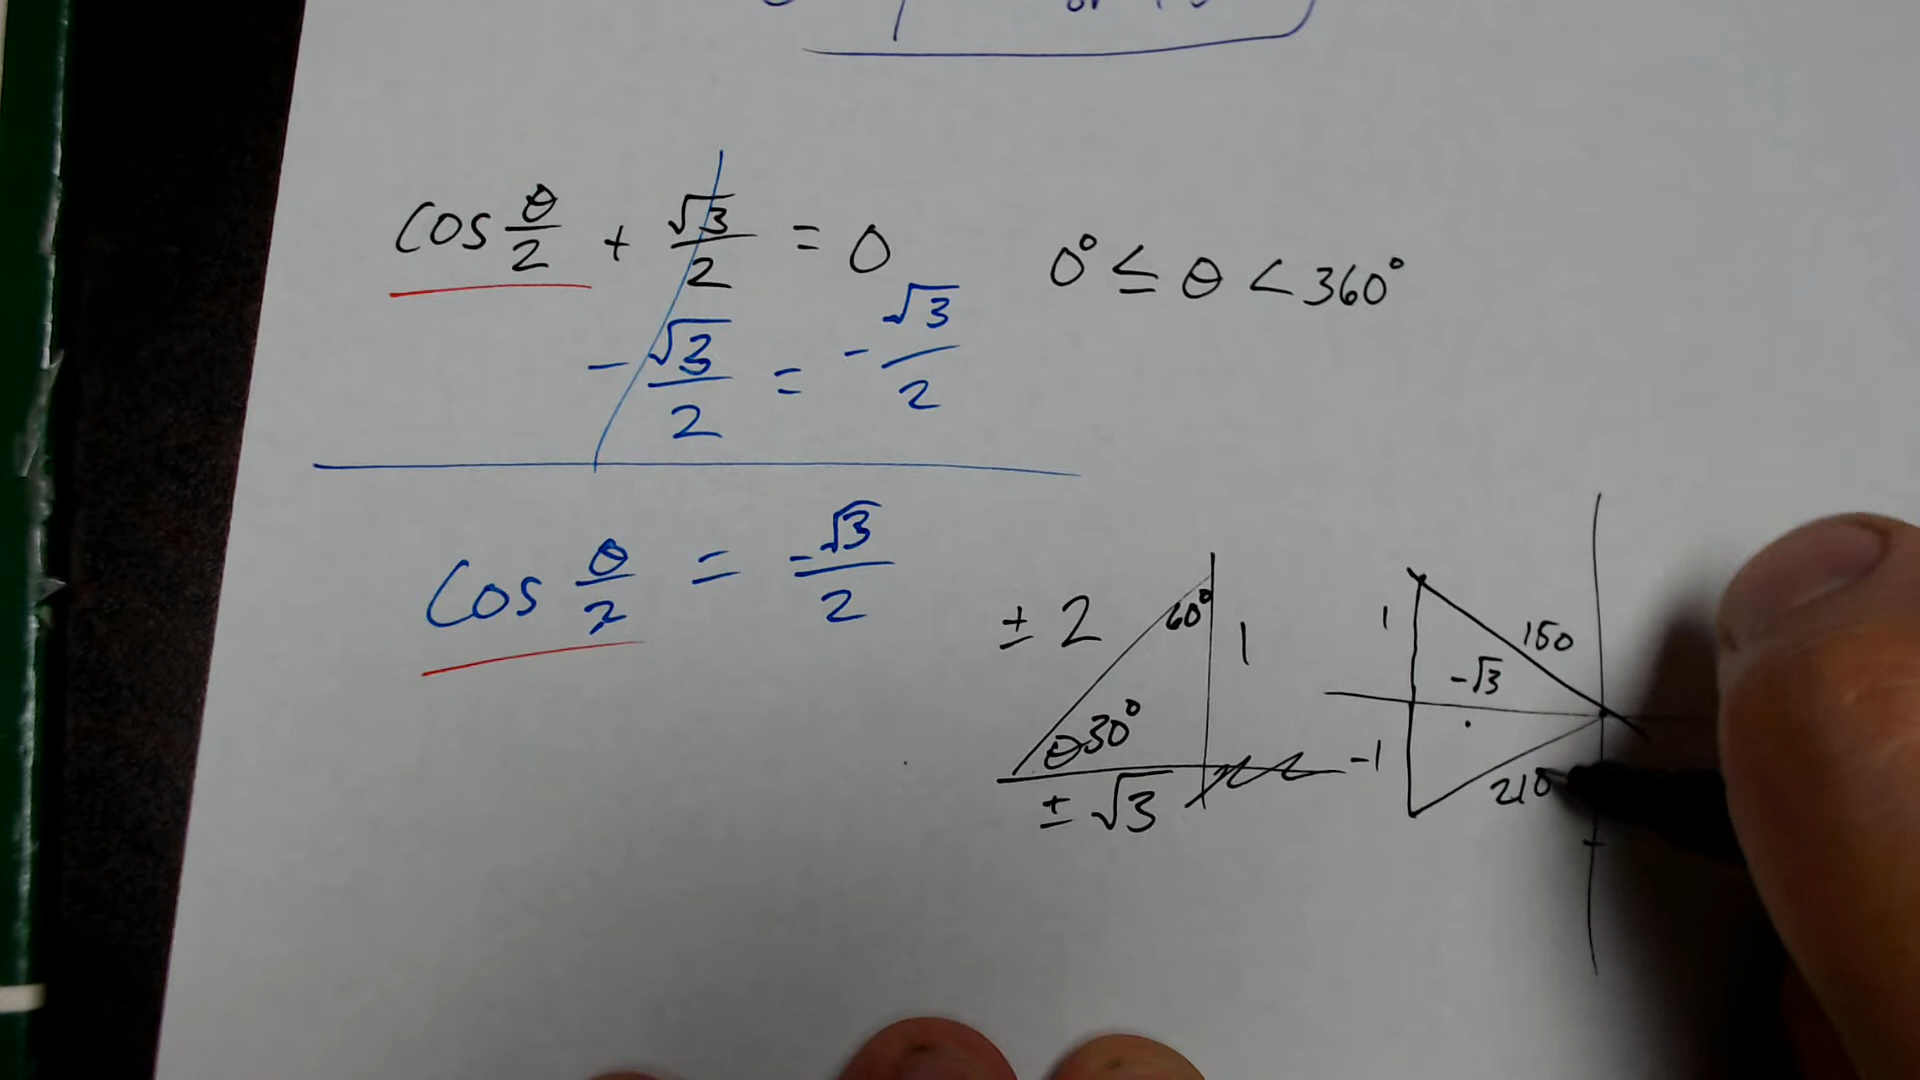 cos θ/2 + √3/2 = 0    0° ≤ θ < 360°
- √3/2 = - √3/2
cos θ/2 = -√3/2
± 2
60°
1
θ 30°
± √3
1
150
-√3
-1
210